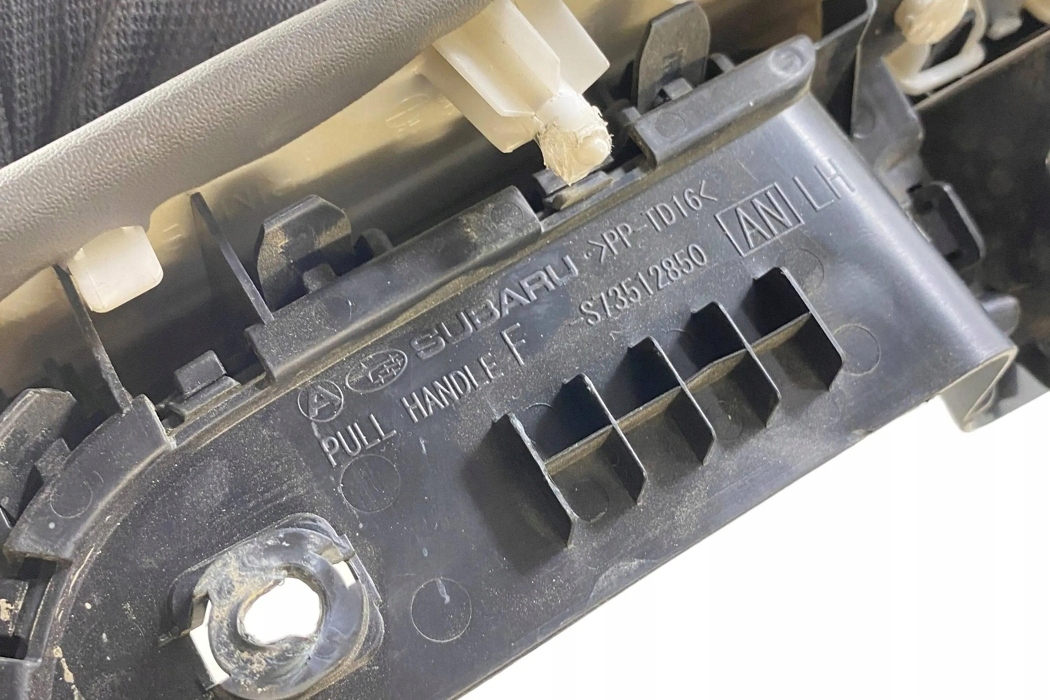 Ⓐ SUBARU >PP-TD16<
PULL HANDLE F S73512850 AN LH